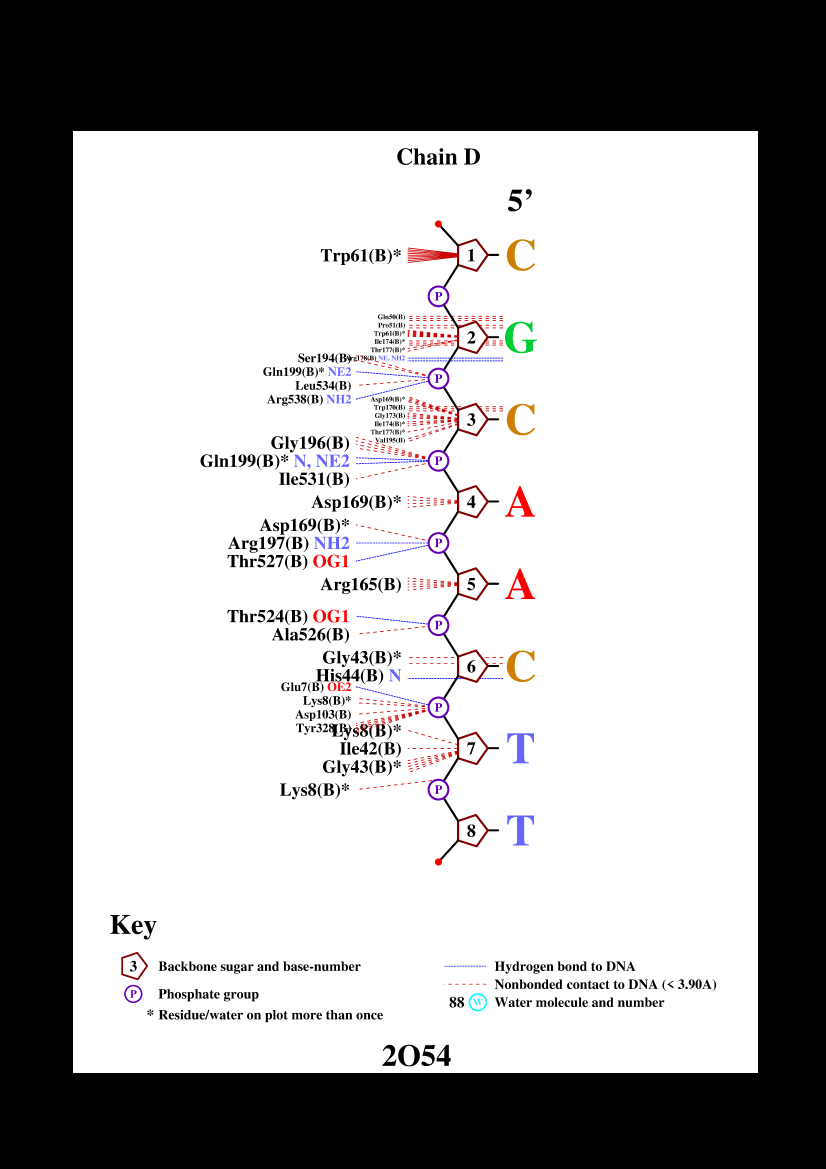 Chain D
5’
Trp61(B)*
1
C
P
Gln50(B)
Pro51(B)
Trp61(B)*
2
G
Ile174(B)*
Thr177(B)*
Ser194(B)
NE, NH2
Gln199(B)* NE2
P
Leu534(B)
Arg538(B) NH2
Asp169(B)*
Trp170(B)
Gly173(B)
3
C
Ile174(B)*
Thr177(B)*
Val195(B)
Gly196(B)
Gln199(B)* N, NE2
P
Ile531(B)
Asp169(B)*
4
A
Asp169(B)*
Arg197(B) NH2
P
Thr527(B) OG1
Arg165(B)
5
A
Thr524(B) OG1
P
Ala526(B)
Gly43(B)*
6
C
His44(B) N
Glu7(B) OE2
Lys8(B)*
P
Asp103(B)
Tyr328(B)
Lys8(B)*
Ile42(B)
7
T
Gly43(B)*
Lys8(B)*
P
8
T
Key
3 Backbone sugar and base-number
P Phosphate group
* Residue/water on plot more than once
Hydrogen bond to DNA
Nonbonded contact to DNA (< 3.90A)
88 W Water molecule and number
2O54